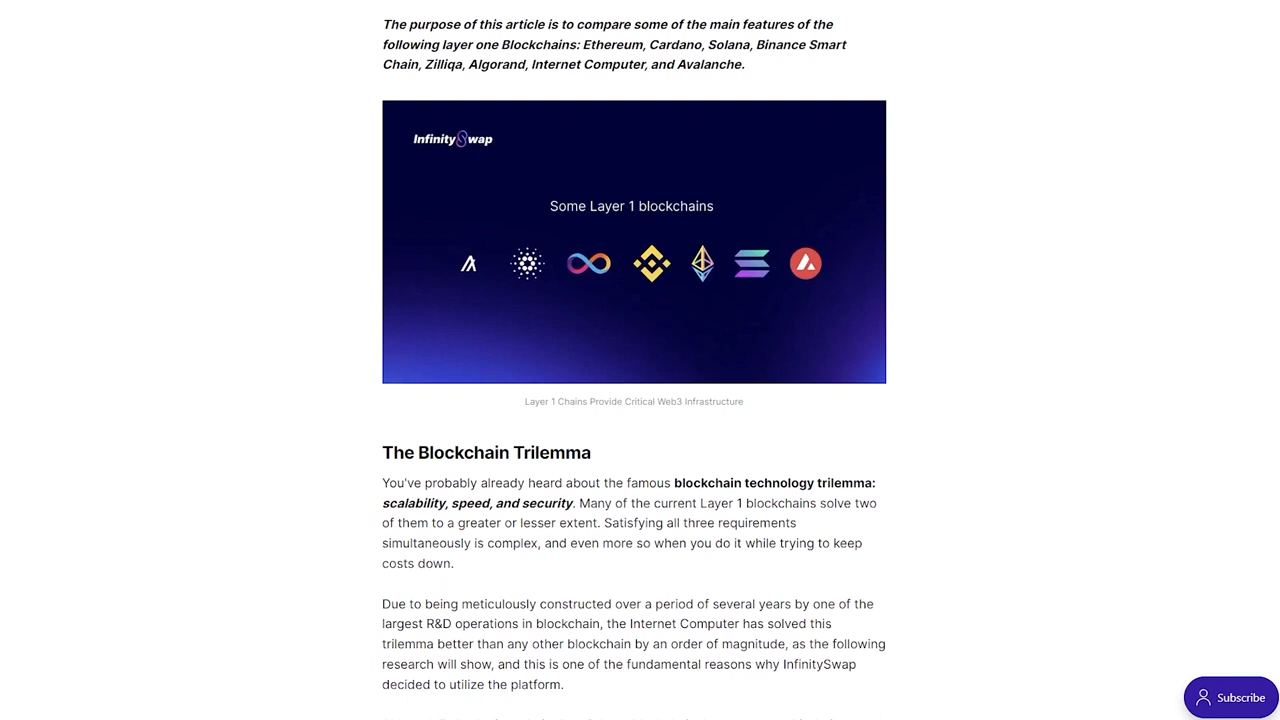 The purpose of this article is to compare some of the main features of the
following layer one Blockchains: Ethereum, Cardano, Solana, Binance Smart
Chain, Zilliqa, Algorand, Internet Computer, and Avalanche.
InfinitySwap
Some Layer 1 blockchains
Layer 1 Chains Provide Critical Web3 Infrastructure
The Blockchain Trilemma
You've probably already heard about the famous blockchain technology trilemma:
scalability, speed, and security. Many of the current Layer 1 blockchains solve two
of them to a greater or lesser extent. Satisfying all three requirements
simultaneously is complex, and even more so when you do it while trying to keep
costs down.
Due to being meticulously constructed over a period of several years by one of the
largest R&D operations in blockchain, the Internet Computer has solved this
trilemma better than any other blockchain by an order of magnitude, as the following
research will show, and this is one of the fundamental reasons why InfinitySwap
decided to utilize the platform.
Subscribe